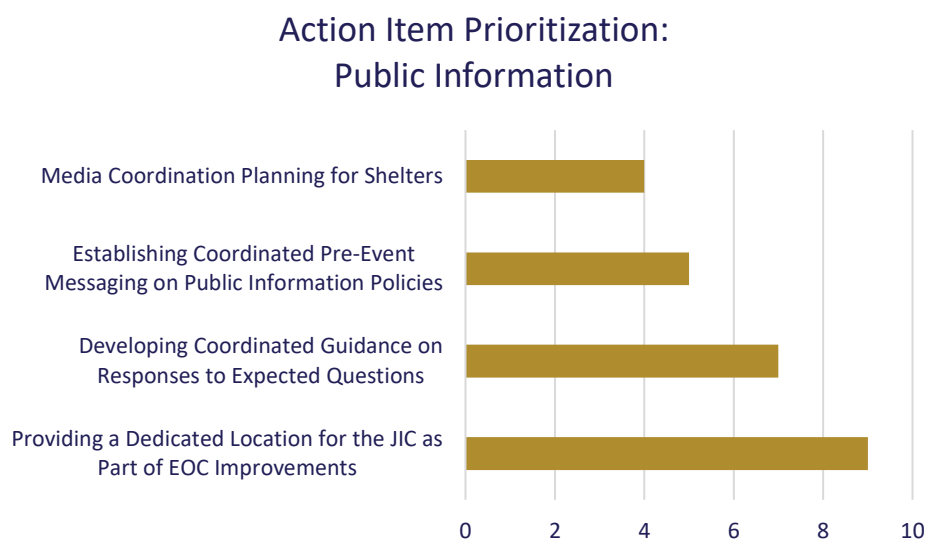 Action Item Prioritization:
Public Information
Media Coordination Planning for Shelters
Establishing Coordinated Pre-Event
Messaging on Public Information Policies
Developing Coordinated Guidance on
Responses to Expected Questions
Providing a Dedicated Location for the JIC as
Part of EOC Improvements
0 2 4 6 8 10